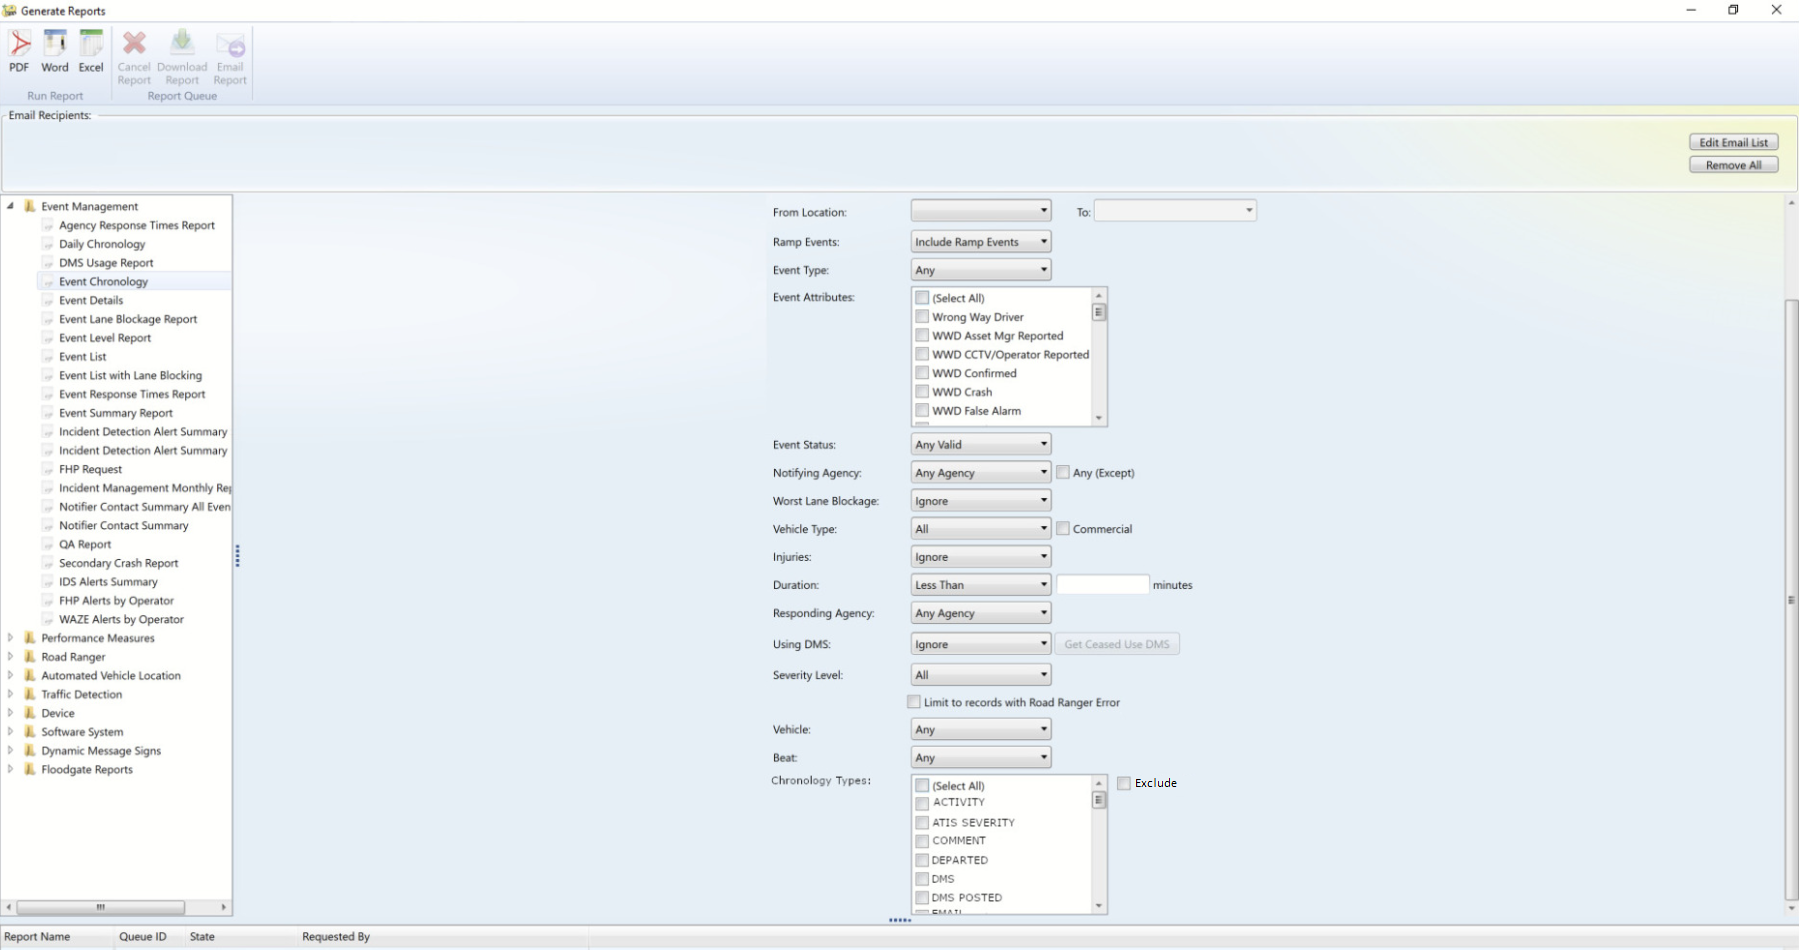 Generate Reports
PDF Word Excel Cancel Report Download Report Email Report
Run Report Report Queue
Email Recipients:
Edit Email List
Remove All
Event Management
Agency Response Times Report
Daily Chronology
DMS Usage Report
Event Chronology
Event Details
Event Lane Blockage Report
Event Level Report
Event List
Event List with Lane Blocking
Event Response Times Report
Event Summary Report
Incident Detection Alert Summary
Incident Detection Alert Summary
FHP Request
Incident Management Monthly Rep
Notifier Contact Summary All Even
Notifier Contact Summary
QA Report
Secondary Crash Report
IDS Alerts Summary
FHP Alerts by Operator
WAZE Alerts by Operator
Performance Measures
Road Ranger
Automated Vehicle Location
Traffic Detection
Device
Software System
Dynamic Message Signs
Floodgate Reports
From Location: To:
Ramp Events: Include Ramp Events
Event Type: Any
Event Attributes: (Select All)
Wrong Way Driver
WWD Asset Mgr Reported
WWD CCTV/Operator Reported
WWD Confirmed
WWD Crash
WWD False Alarm
Event Status: Any Valid
Notifying Agency: Any Agency Any (Except)
Worst Lane Blockage: Ignore
Vehicle Type: All Commercial
Injuries: Ignore
Duration: Less Than minutes
Responding Agency: Any Agency
Using DMS: Ignore Get Ceased Use DMS
Severity Level: All
Limit to records with Road Ranger Error
Vehicle: Any
Beat: Any
Chronology Types: (Select All) Exclude
ACTIVITY
ATIS SEVERITY
COMMENT
DEPARTED
DMS
DMS POSTED
EMAIL
Report Name Queue ID State Requested By